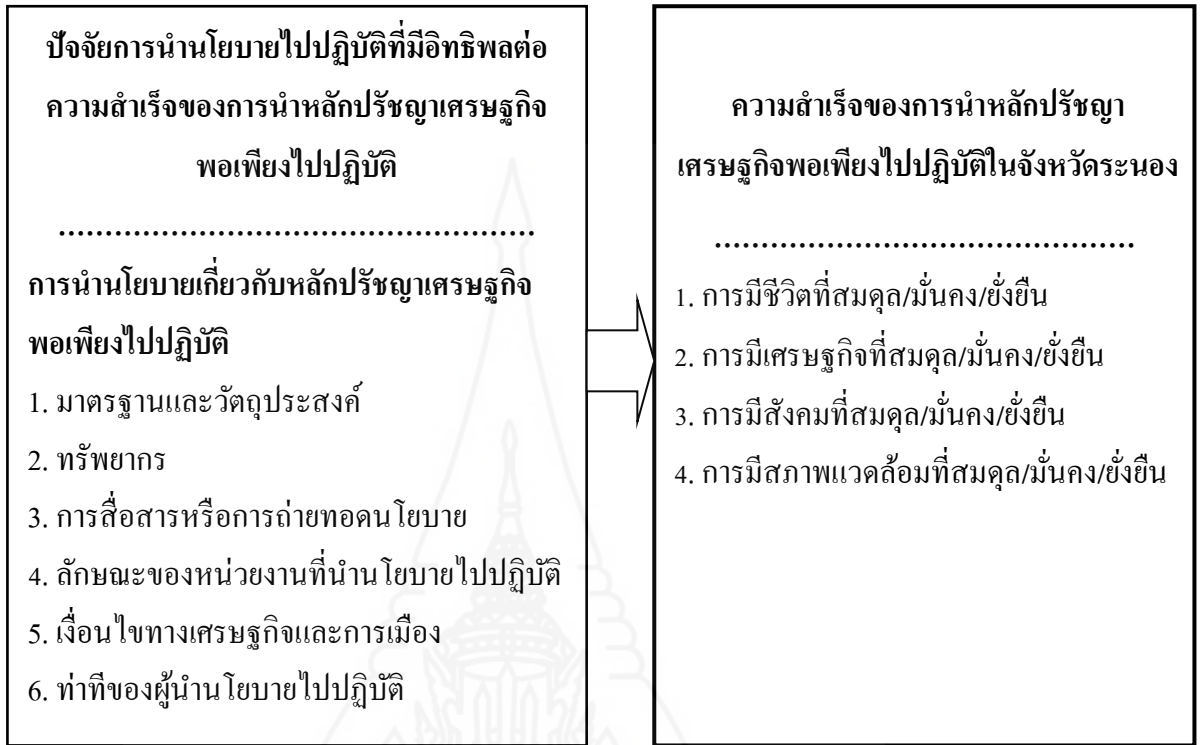 ปัจจัยการนำนโยบายไปปฏิบัติที่มีอิทธิพลต่อ
ความสำเร็จของการนำหลักปรัชญาเศรษฐกิจ
พอเพียงไปปฏิบัติ
……………………………………………
การนำนโยบายเกี่ยวกับหลักปรัชญาเศรษฐกิจ
พอเพียงไปปฏิบัติ
1. มาตรฐานและวัตถุประสงค์
2. ทรัพยากร
3. การสื่อสารหรือการถ่ายทอดนโยบาย
4. ลักษณะของหน่วยงานที่นำนโยบายไปปฏิบัติ
5. เงื่อนไขทางเศรษฐกิจและการเมือง
6. ท่าทีของผู้นำนโยบายไปปฏิบัติ
ความสำเร็จของการนำหลักปรัชญา
เศรษฐกิจพอเพียงไปปฏิบัติในจังหวัดระนอง
………………………………………
1. การมีชีวิตที่สมดุล/มั่นคง/ยั่งยืน
2. การมีเศรษฐกิจที่สมดุล/มั่นคง/ยั่งยืน
3. การมีสังคมที่สมดุล/มั่นคง/ยั่งยืน
4. การมีสภาพแวดล้อมที่สมดุล/มั่นคง/ยั่งยืน